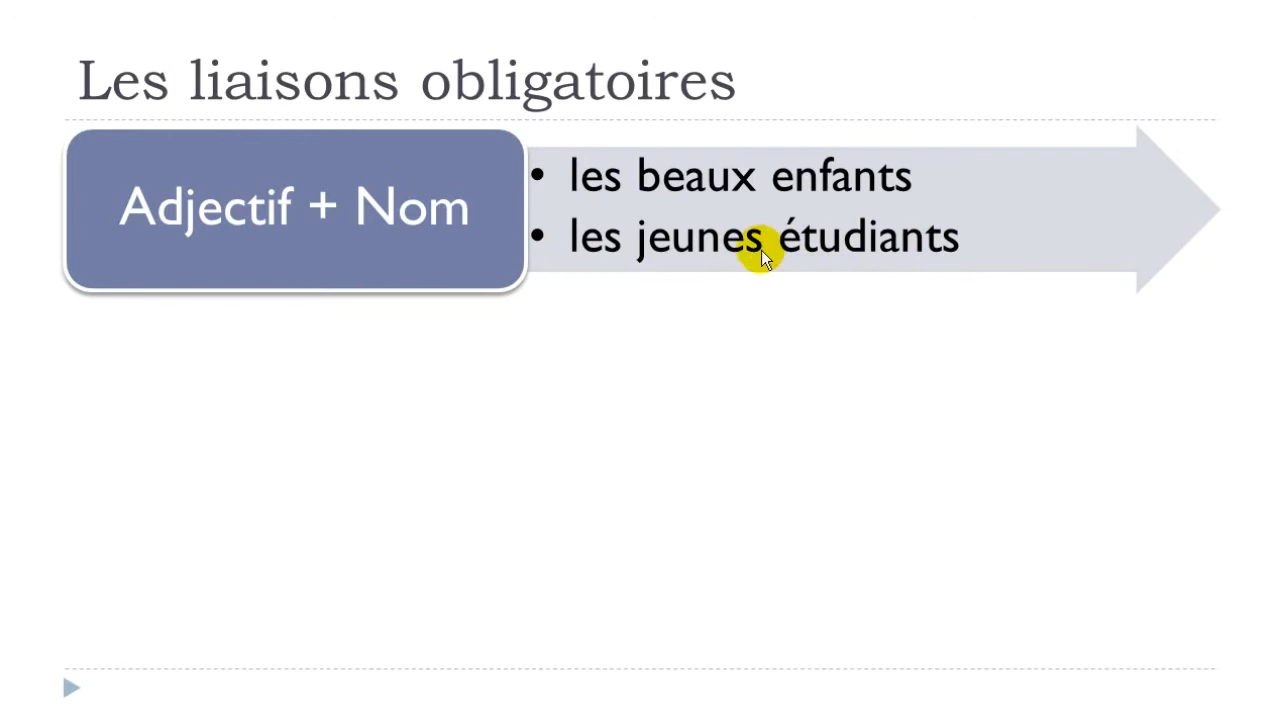 Les liaisons obligatoires
Adjectif + Nom
• les beaux enfants
• les jeunes étudiants